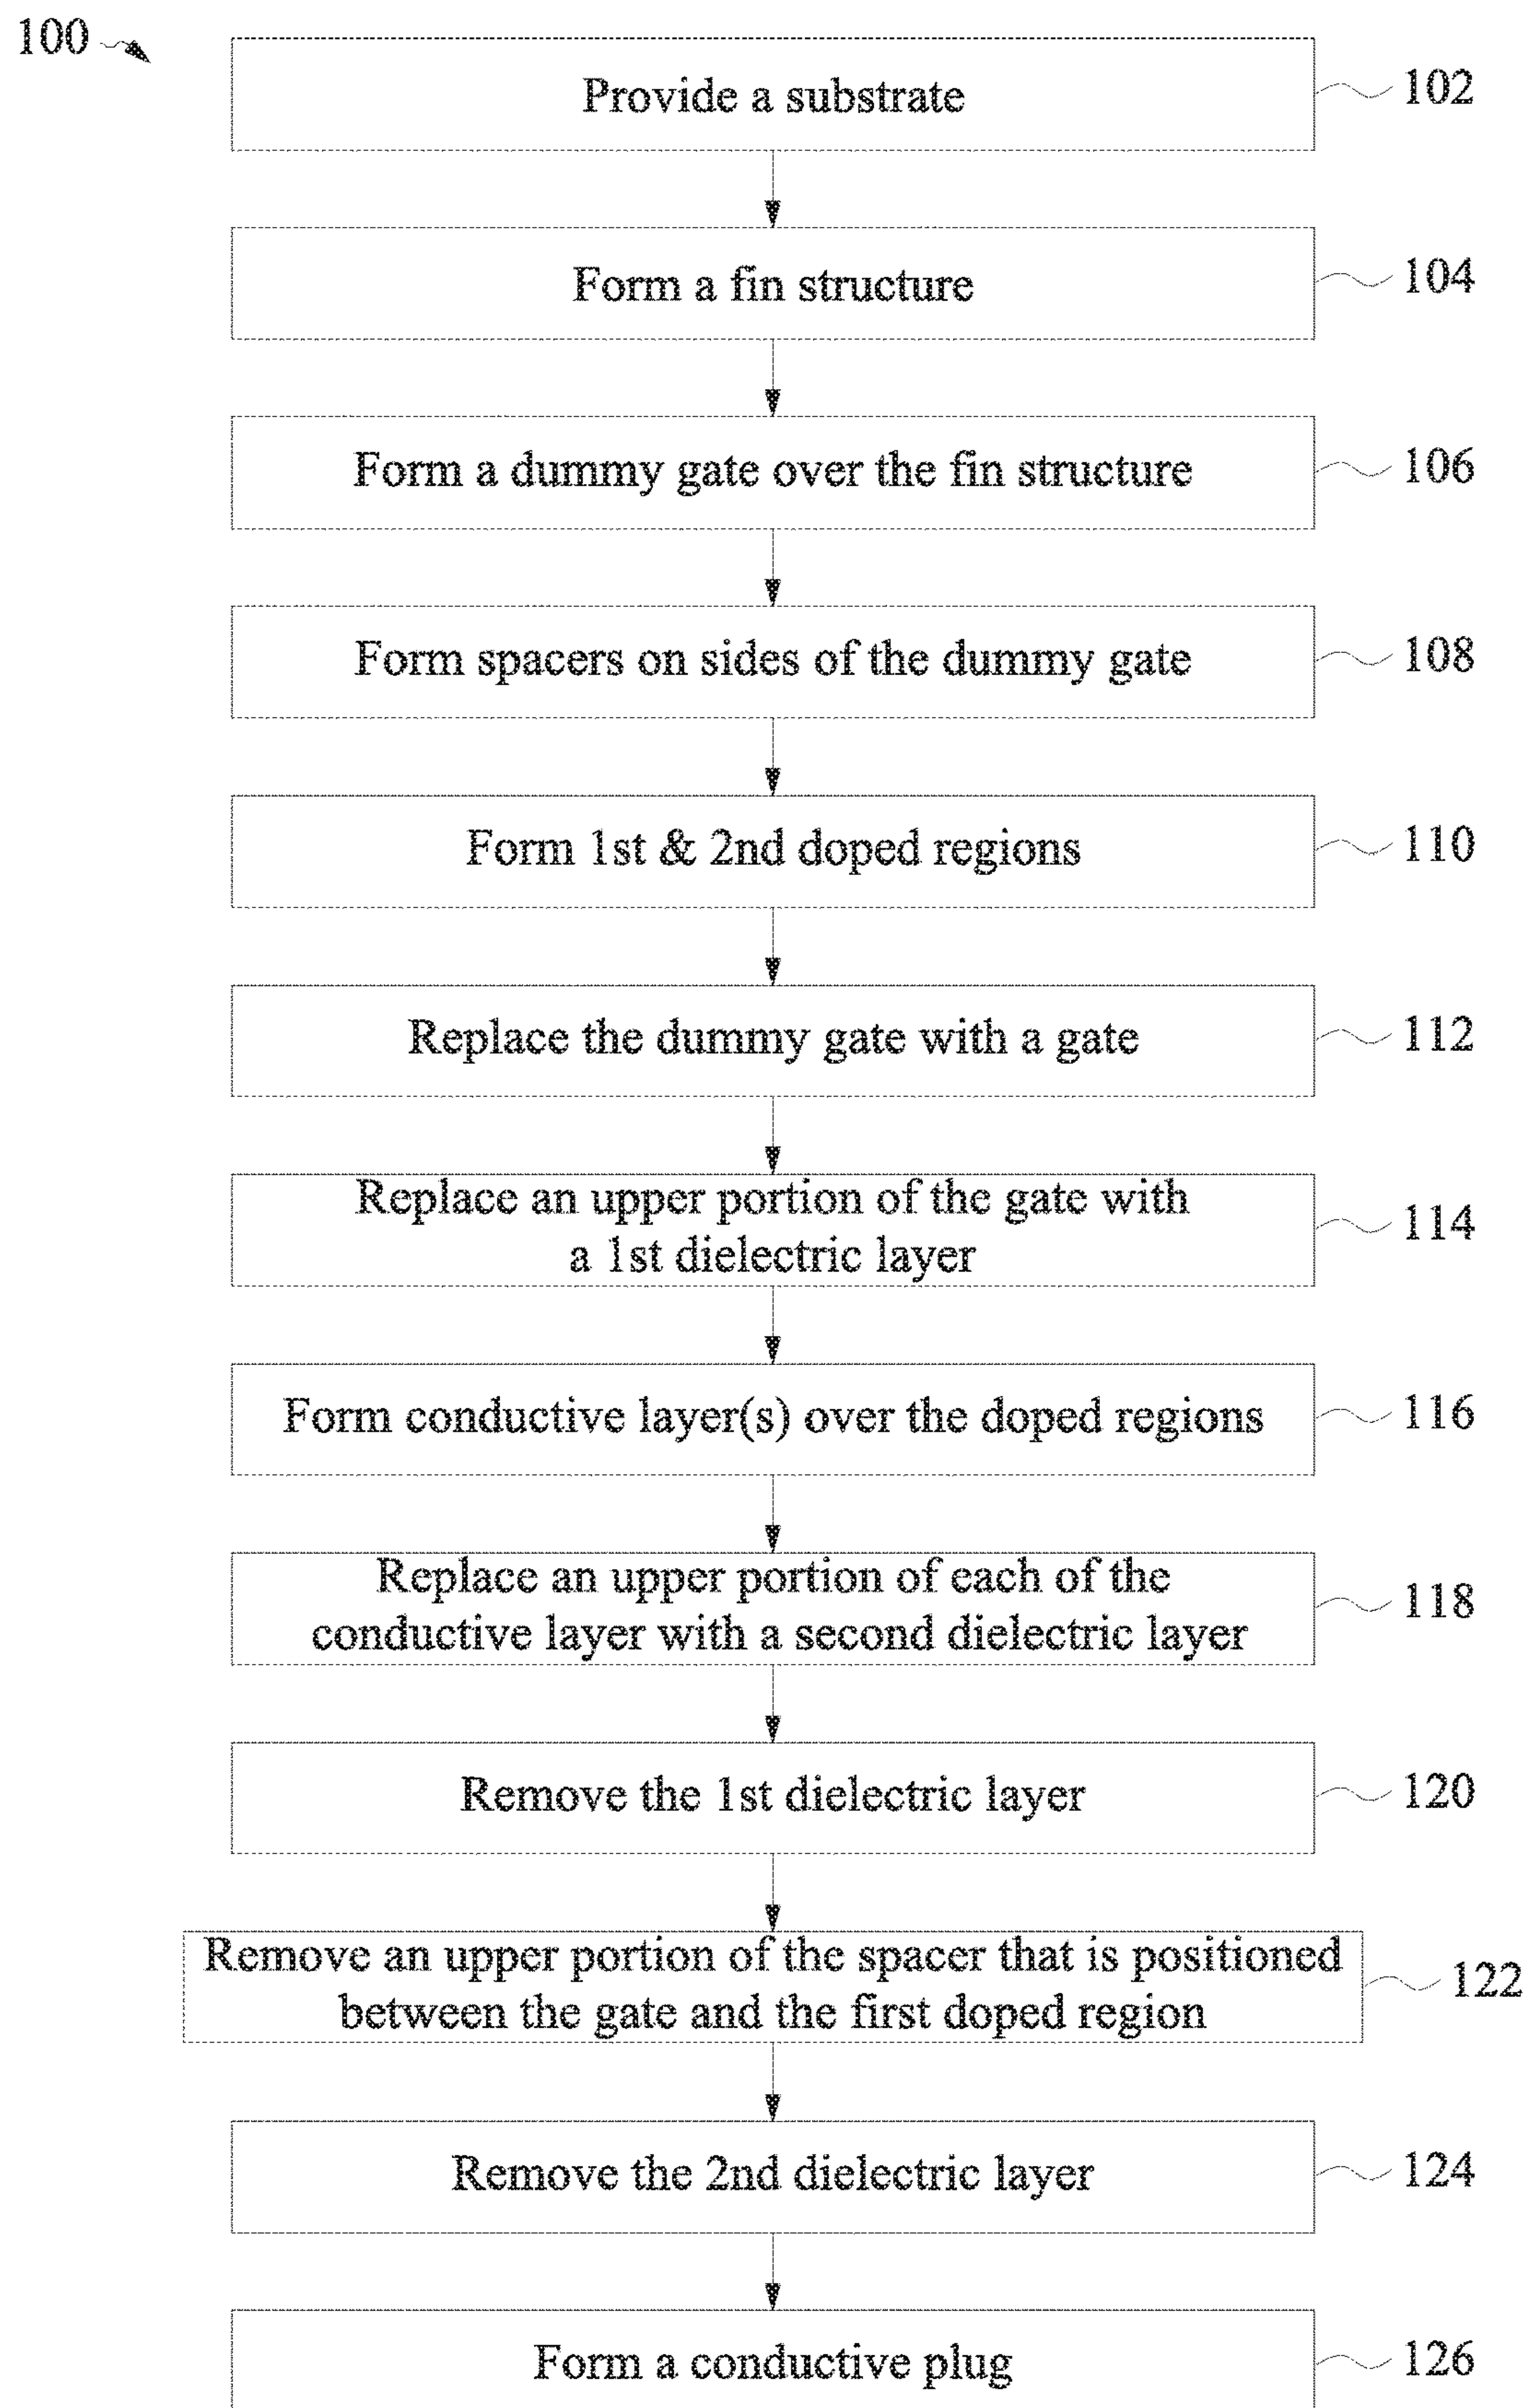 100
Provide a substrate
102
Form a fin structure
104
Form a dummy gate over the fin structure
106
Form spacers on sides of the dummy gate
108
Form 1st & 2nd doped regions
110
Replace the dummy gate with a gate
112
Replace an upper portion of the gate with
a 1st dielectric layer
114
Form conductive layer(s) over the doped regions
116
Replace an upper portion of each of the
conductive layer with a second dielectric layer
118
Remove the 1st dielectric layer
120
Remove an upper portion of the spacer that is positioned
between the gate and the first doped region
122
Remove the 2nd dielectric layer
124
Form a conductive plug
126